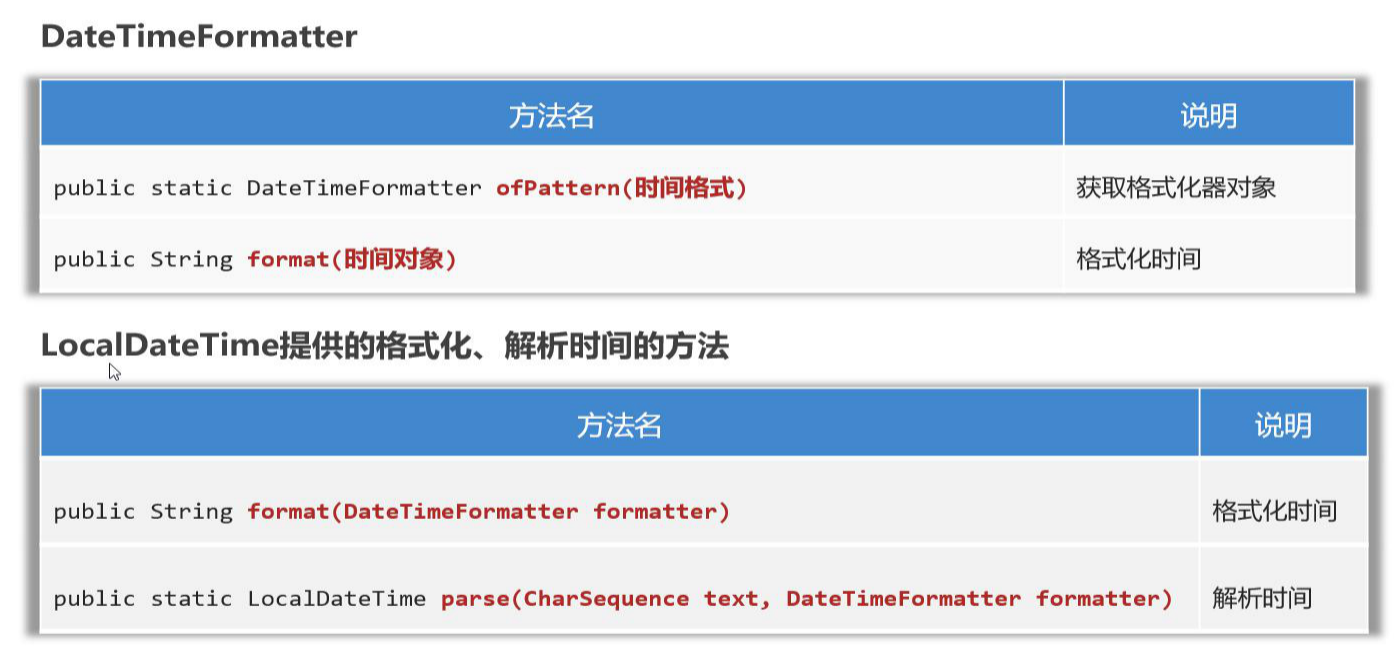 DateTimeFormatter
方法名 说明
public static DateTimeFormatter ofPattern(时间格式) 获取格式化器对象
public String format(时间对象) 格式化时间
LocalDateTime提供的格式化、解析时间的方法
方法名 说明
public String format(DateTimeFormatter formatter) 格式化时间
public static LocalDateTime parse(CharSequence text, DateTimeFormatter formatter) 解析时间